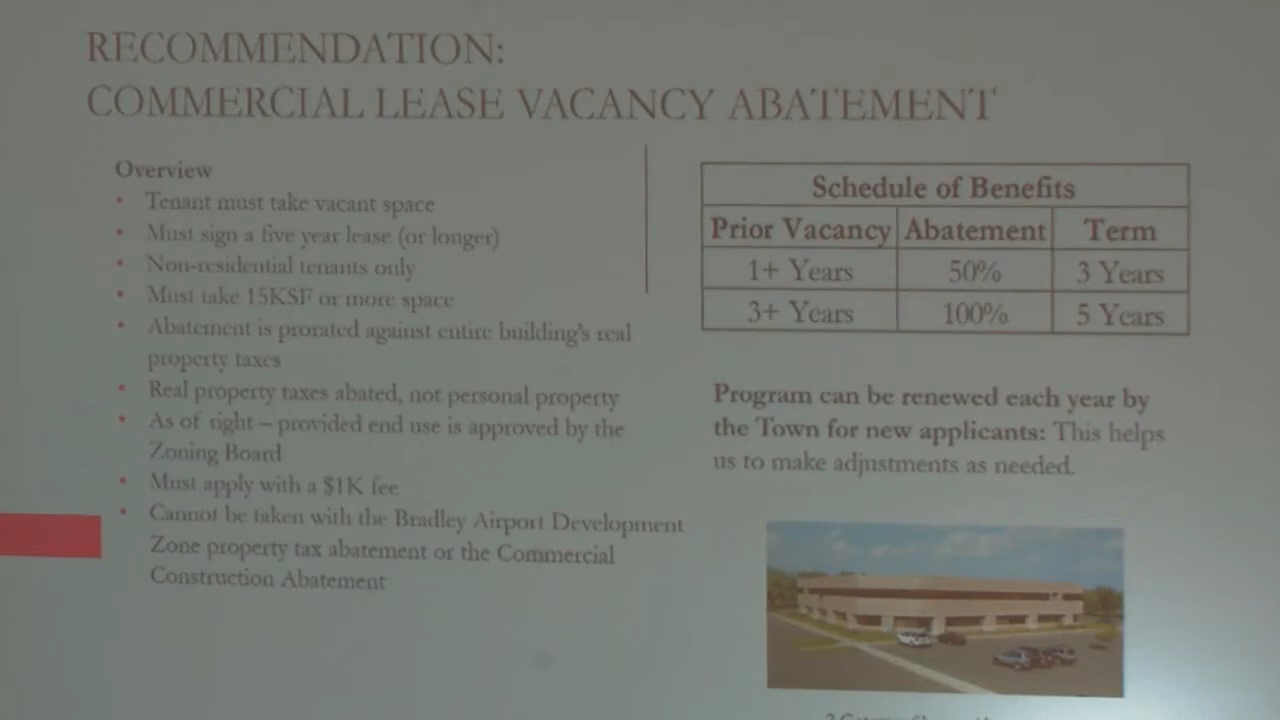 RECOMMENDATION:
COMMERCIAL LEASE VACANCY ABATEMENT
Overview
• Tenant must take vacant space
• Must sign a five year lease (or longer)
• Non-residential tenants only
• Must take 15KSF or more space
• Abatement is prorated against entire building's real
property taxes
• Real property taxes abated, not personal property
• As of right – provided end use is approved by the
Zoning Board
• Must apply with a $1K fee
• Cannot be taken with the Bradley Airport Development
Zone property tax abatement or the Commercial
Construction Abatement
Schedule of Benefits
Prior Vacancy Abatement Term
1+ Years 50% 3 Years
3+ Years 100% 5 Years
Program can be renewed each year by
the Town for new applicants: This helps
us to make adjustments as needed.